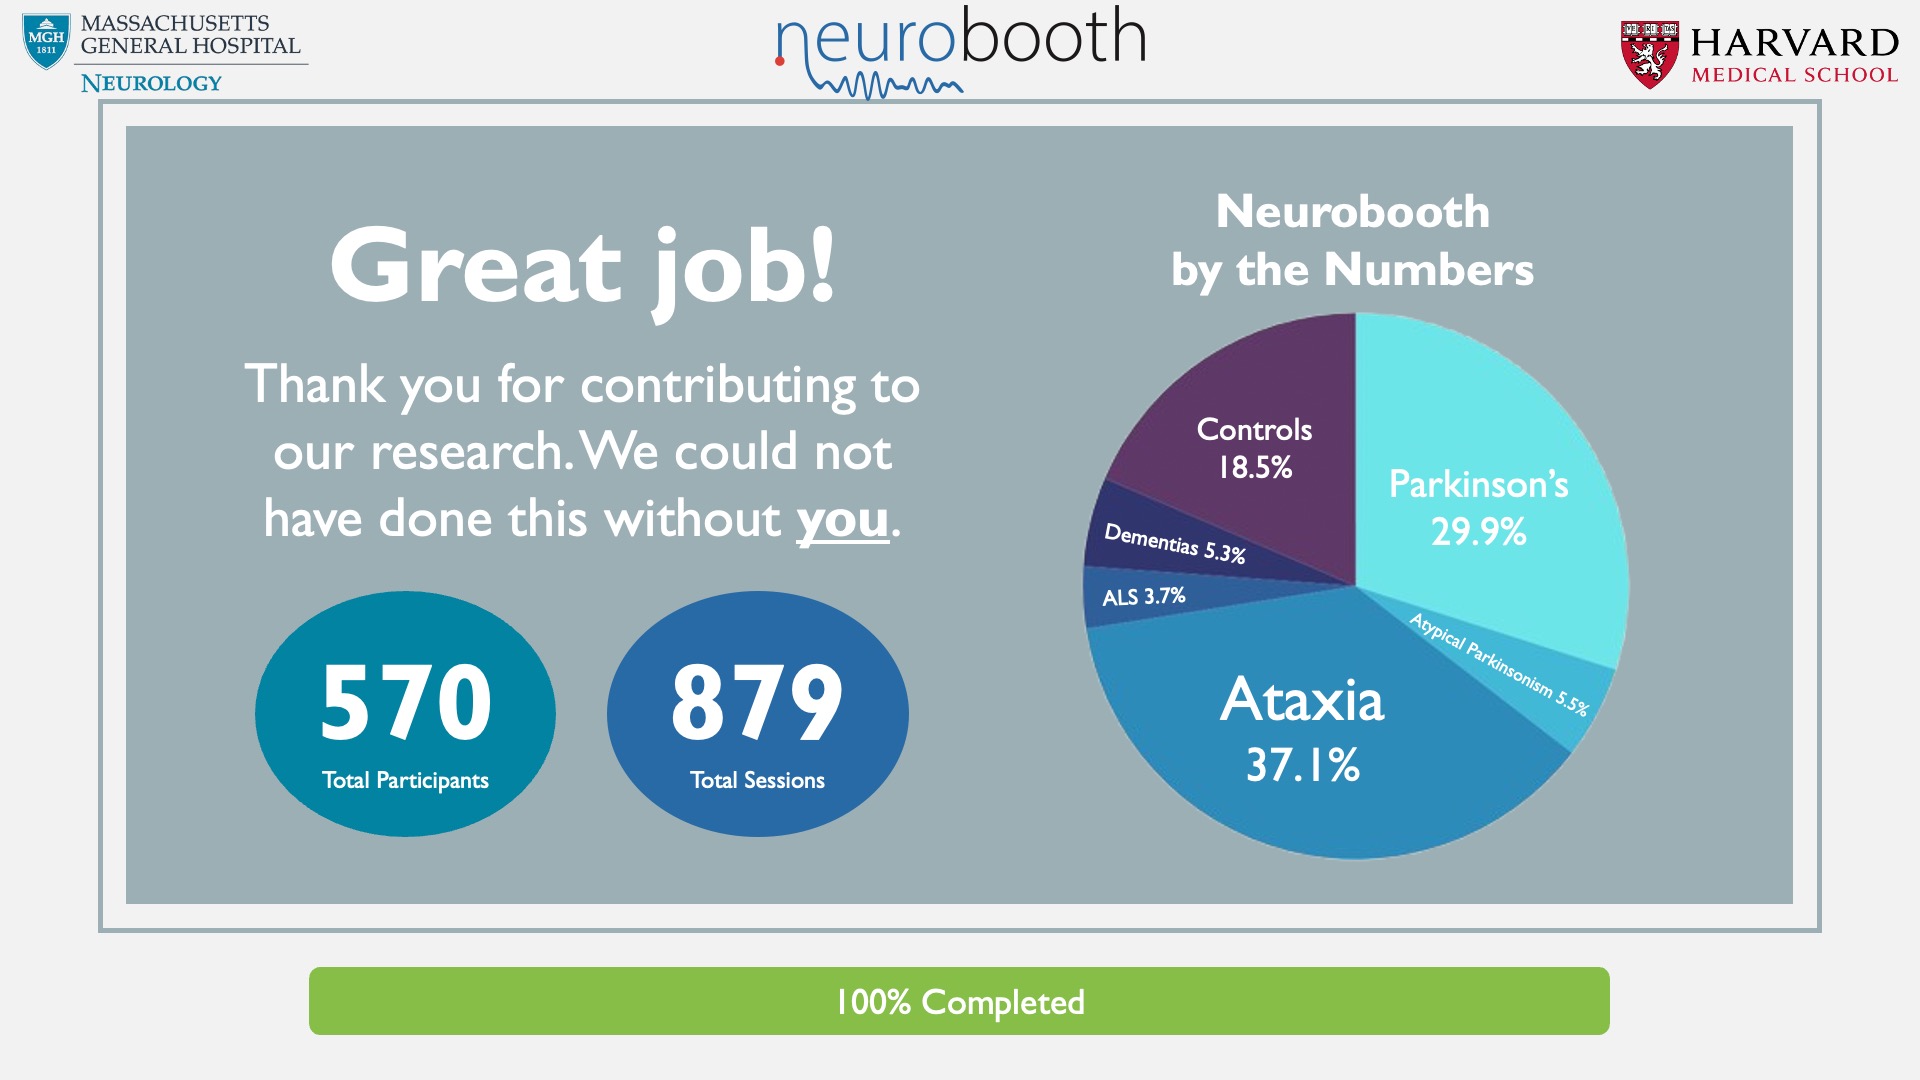 MASSACHUSETTS
GENERAL HOSPITAL
NEUROLOGY
MGH
1811
neurobooth
HARVARD
MEDICAL SCHOOL
Great job!
Thank you for contributing to
our research. We could not
have done this without you.
570
Total Participants
879
Total Sessions
Neurobooth
by the Numbers
Controls
18.5%
Parkinson's
29.9%
Dementias 5.3%
ALS 3.7%
Atypical Parkinsonism 5.5%
Ataxia
37.1%
100% Completed